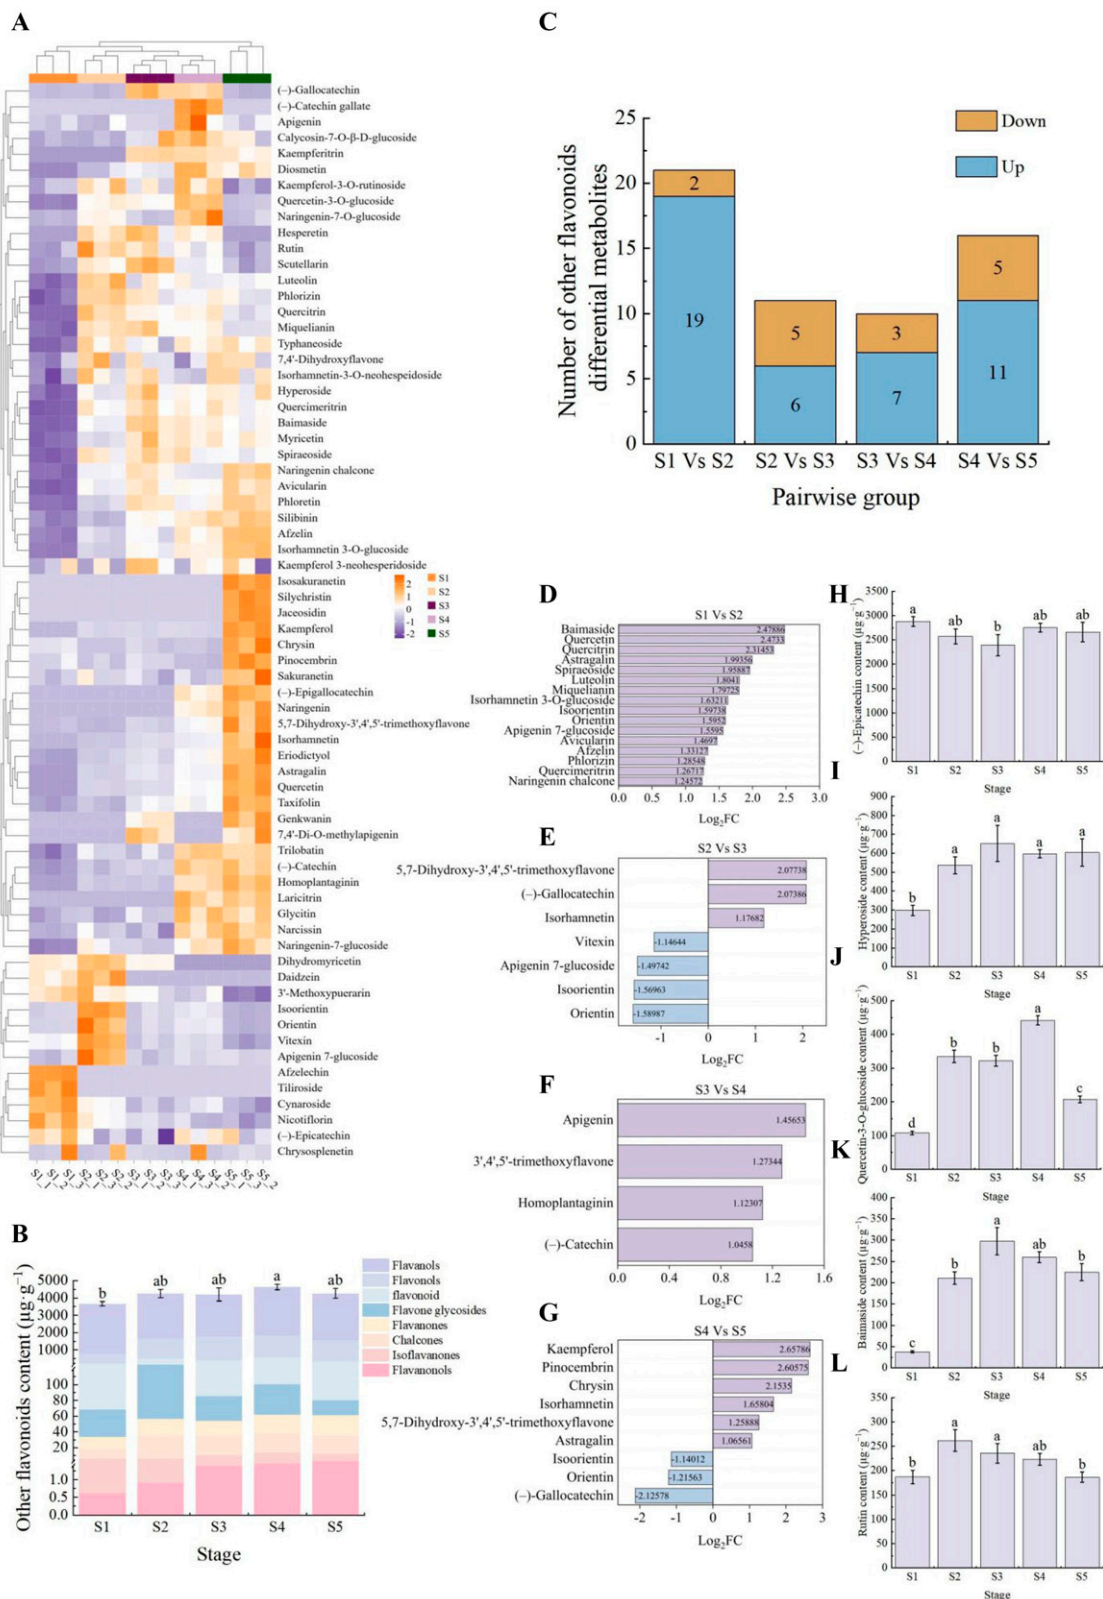 A
(−)-Gallocatechin
(−)-Catechin gallate
Apigenin
Calycosin-7-O-β-D-glucoside
Kaempferitrin
Diosmetin
Kaempferol-3-O-rutinoside
Quercetin-3-O-glucoside
Naringenin-7-O-glucoside
Hesperetin
Rutin
Scutellarin
Luteolin
Phlorizin
Quercitrin
Miquelianin
Typhaneoside
7,4'-Dihydroxyflavone
Isorhamnetin-3-O-neohespeidoside
Hyperoside
Quercimeritrin
Baimaside
Myricetin
Spiraeoside
Naringenin chalcone
Avicularin
Phloretin
Silibinin
Afzelin
Isorhamnetin 3-O-glucoside
Kaempferol 3-neohesperidoside
Isosakuranetin
Silychristin
Jaceosidin
Kaempferol
Chrysin
Pinocembrin
Sakuranetin
(−)-Epigallocatechin
Naringenin
5,7-Dihydroxy-3',4',5'-trimethoxyflavone
Isorhamnetin
Eriodictyol
Astragalin
Quercetin
Taxifolin
Genkwanin
7,4'-Di-O-methylapigenin
Trilobatin
(−)-Catechin
Homoplantaginin
Laricitrin
Glycitin
Narcissin
Naringenin-7-glucoside
Dihydromyricetin
Daidzein
3'-Methoxypuerarin
Isoorientin
Orientin
Vitexin
Apigenin 7-glucoside
Afzelechin
Tiliroside
Cynaroside
Nicotiflorin
(−)-Epicatechin
Chrysosplenetin
2
1
0
-1
-2
S1
S2
S3
S4
S5
B
Other flavonoids content (μg·g⁻¹)
5000
4000
3000
2000
1000
100
80
60
40
20
1.0
0.5
0.0
b ab ab a ab
S1 S2 S3 S4 S5
Stage
Flavanols
Flavonols
flavonoid
Flavone glycosides
Flavanones
Chalcones
Isoflavanones
Flavanonols
C
Number of other flavonoids
differential metabolites
25
20
15
10
5
0
Down
Up
2
19
5
6
3
7
5
11
S1 Vs S2 S2 Vs S3 S3 Vs S4 S4 Vs S5
Pairwise group
D
S1 Vs S2
Baimaside 2.47886
Quercetin 2.4733
Quercitrin 2.31453
Astragalin 1.99356
Spiraeoside 1.95887
Luteolin 1.8041
Miquelianin 1.79725
Isorhamnetin 3-O-glucoside 1.63211
Isoorientin 1.59738
Orientin 1.5952
Apigenin 7-glucoside 1.5595
Avicularin 1.4697
Afzelin 1.33127
Phlorizin 1.28548
Quercimeritrin 1.26717
Naringenin chalcone 1.24572
0.0 0.5 1.0 1.5 2.0 2.5 3.0
Log₂FC
E
S2 Vs S3
5,7-Dihydroxy-3',4',5'-trimethoxyflavone 2.07738
(−)-Gallocatechin 2.07386
Isorhamnetin 1.17682
Vitexin -1.14644
Apigenin 7-glucoside -1.49742
Isoorientin -1.56963
Orientin -1.58987
-1 0 1 2
Log₂FC
F
S3 Vs S4
Apigenin 1.45653
3',4',5'-trimethoxyflavone 1.27344
Homoplantaginin 1.12307
(−)-Catechin 1.0458
0.0 0.4 0.8 1.2 1.6
Log₂FC
G
S4 Vs S5
Kaempferol 2.65786
Pinocembrin 2.60575
Chrysin 2.1535
Isorhamnetin 1.65804
5,7-Dihydroxy-3',4',5'-trimethoxyflavone 1.25888
Astragalin 1.06561
Isoorientin -1.14012
Orientin -1.21563
(−)-Gallocatechin -2.12578
-2 -1 0 1 2 3
Log₂FC
H
(−)-Epicatechin content (μg·g⁻¹)
3500
3000
2500
2000
1500
1000
500
0
a ab b ab ab
S1 S2 S3 S4 S5
Stage
I
Hyperoside content (μg·g⁻¹)
900
800
700
600
500
400
300
200
100
0
b a a a a
S1 S2 S3 S4 S5
Stage
J
Quercetin-3-O-glucoside content (μg·g⁻¹)
500
400
300
200
100
0
d b b a c
S1 S2 S3 S4 S5
Stage
K
Baimaside content (μg·g⁻¹)
400
350
300
250
200
150
100
50
0
c b a ab b
S1 S2 S3 S4 S5
Stage
L
Rutin content (μg·g⁻¹)
350
300
250
200
150
100
50
0
b a a ab b
S1 S2 S3 S4 S5
Stage